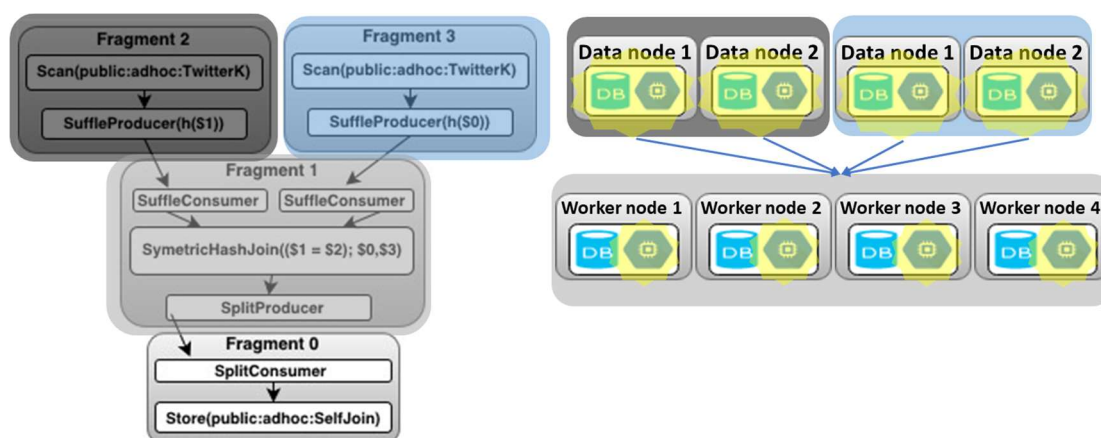 Fragment 2
Scan(public:adhoc:TwitterK)
SuffleProducer(h($1))
Fragment 3
Scan(public:adhoc:TwitterK)
SuffleProducer(h($0))
Fragment 1
SuffleConsumer
SuffleConsumer
SymetricHashJoin(($1 = $2); $0,$3)
SplitProducer
Fragment 0
SplitConsumer
Store(public:adhoc:SelfJoin)
Data node 1
DB
Data node 2
DB
Data node 1
DB
Data node 2
DB
Worker node 1
DB
Worker node 2
DB
Worker node 3
DB
Worker node 4
DB